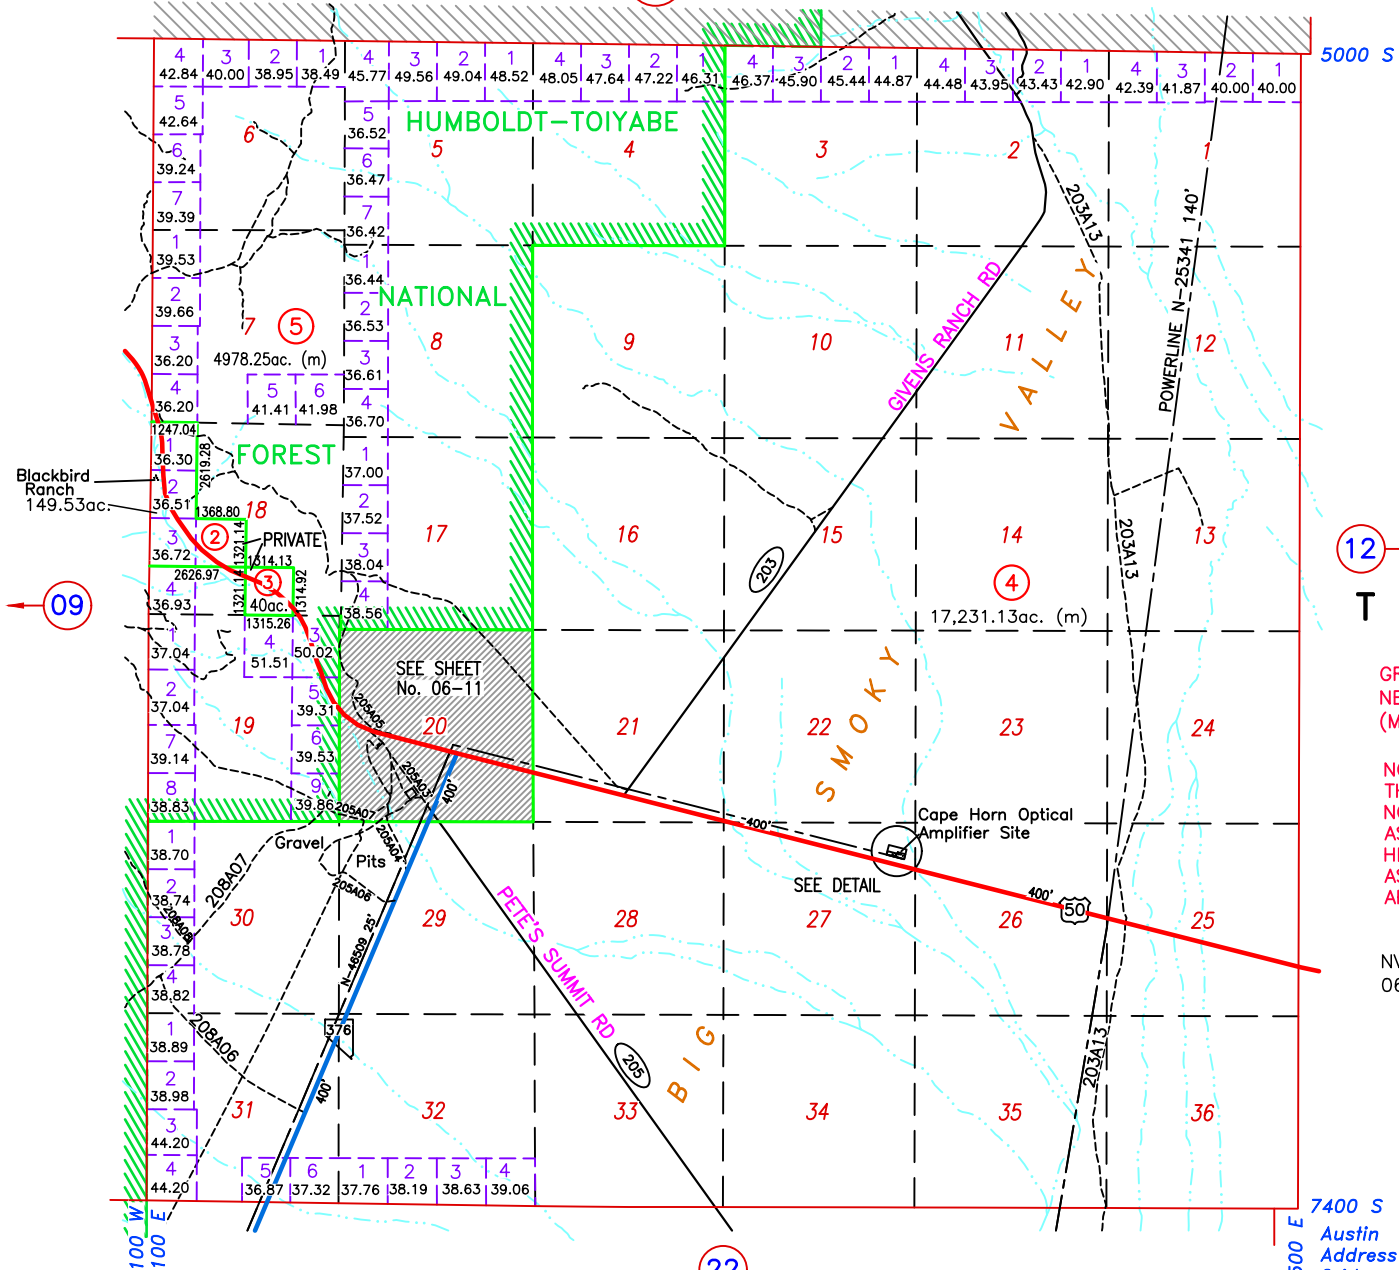 5000 S
4 3 2 1 4 3 2 1 4 3 2 1 4 3 2 1 4 3 2 1 4 3 2 1
42.84 40.00 38.95 38.49 45.77 49.56 49.04 48.52 48.05 47.64 47.22 46.31 46.37 45.90 45.44 44.87 44.48 43.95 43.43 42.90 42.39 41.87 40.00 40.00
5
42.64
6
39.24
7
39.39
1
39.53
2
39.66
3
36.20
4
36.20
5
36.52
6
36.47
7
36.42
1
36.44
2
36.53
3
36.61
4
36.70
HUMBOLDT-TOIYABE
NATIONAL
FOREST
6 5 4 3 2 1
7 8 9 10 11 12
5
4978.25ac. (m)
5 6
41.41 41.98
203A13
POWERLINE N-25341 140'
GIVENS RANCH RD
VALLEY
1247.04
1
36.30
2
36.51
3
36.72
4
36.93
2619.28
Blackbird
Ranch
149.53ac.
1368.80
18 17 16 15 14 13
2
1321.14
PRIVATE
1314.13
2626.97
1321.14
3
40ac.
1314.92
1315.26
1
37.00
2
37.52
3
38.04
4
38.56
203
203A13
4
17,231.13ac. (m)
12
T
09
1
37.04
2
37.04
7
39.14
8
38.83
4
51.51
3
50.02
5
39.31
6
39.53
9
39.86
SEE SHEET
No. 06-11
19 20 21 22 23 24
205A05
205A03
400'
205A07
205A04
SMOKY
400'
Cape Horn Optical
Amplifier Site
SEE DETAIL
400'
50
(M
NV
06
Gravel
Pits
205A06
208A07
208A08
1
38.70
2
38.74
3
38.78
4
38.82
30 29 28 27 26 25
N-46509 25'
PETE'S SUMMIT RD
205
BIG
376
400'
208A06
203A13
1
38.89
2
38.98
3
44.20
4
44.20
31 32 33 34 35 36
5 6 1 2 3 4
36.87 37.32 37.76 38.19 38.63 39.06
100 W
100 E
22
7400 S
Austin
Address